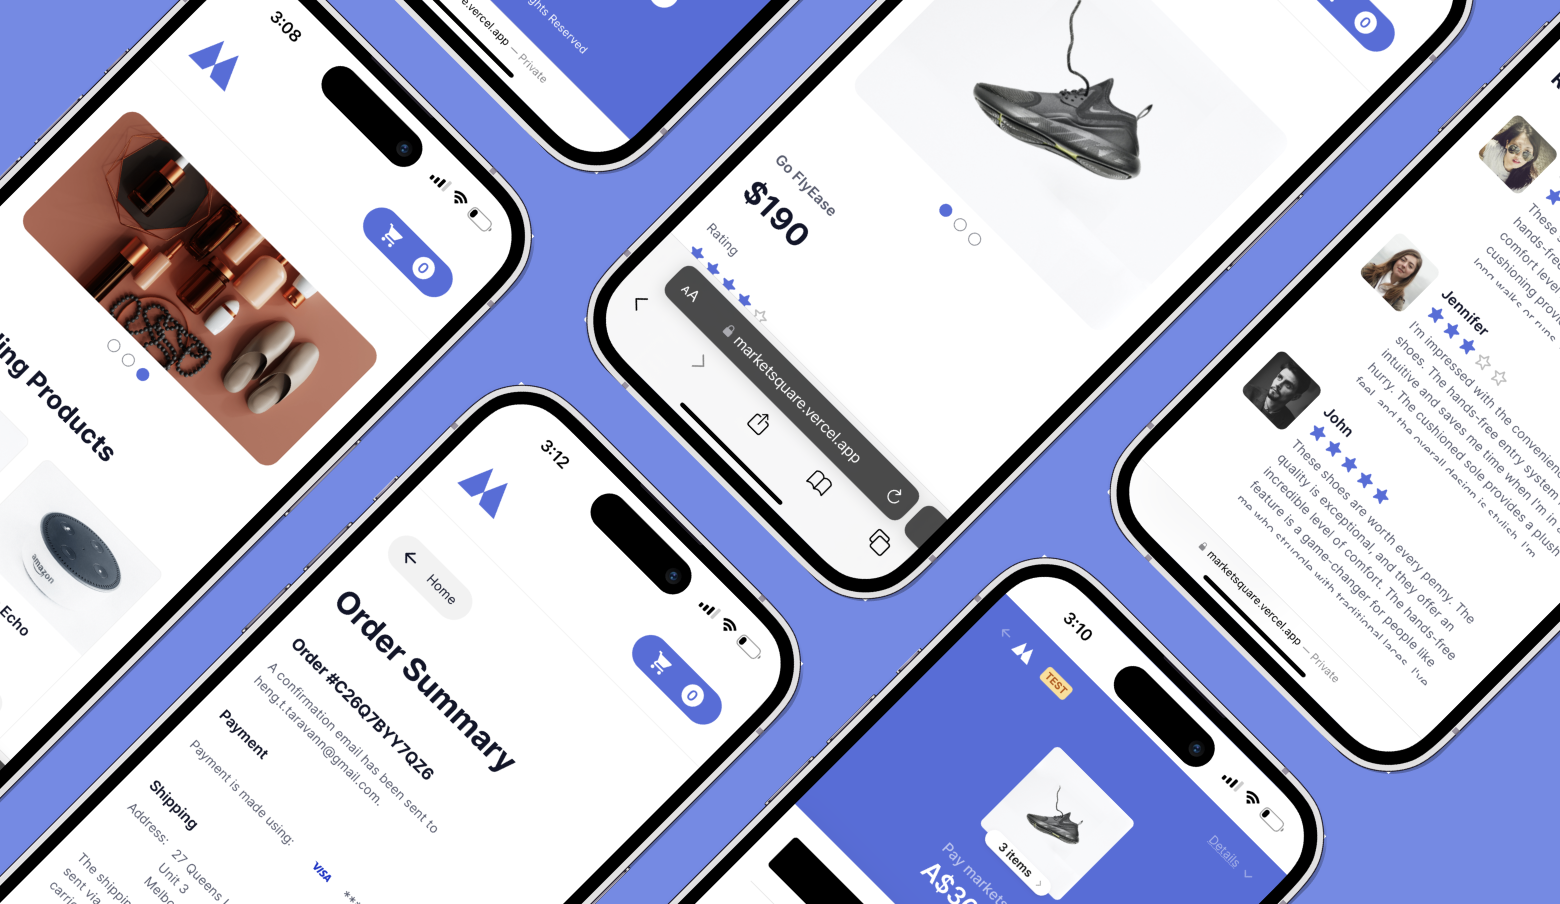 3:08
0
ing Products
amazon
Echo
ghts Reserved
e.vercel.app — Private
3:12
Home
0
Order Summary
Order #C26Q7BYY7QZ6
A confirmation email has been sent to
heng.t.taravann@gmail.com.
Payment
Payment is made using:
VISA
Shipping
Address:
27 Queens
Unit 3
The shippin
sent via
0
Go FlyEase
$190
Rating
AA
marketsquare.vercel.app
3:10
TEST
3 items
Details
Pay markets
A$3
These s
hands-free
comfort level
cushioning prov
long walks or runs
Jennifer
I'm impressed with the convenienc
shoes. The hands-free entry system
intuitive and saves me time when I'm in a
hurry. The cushioned sole provides a plush
feel, and the overall design is stylish. I'm
John
These shoes are worth every penny. The
quality is exceptional, and they offer an
incredible level of comfort. The hands-free
feature is a game-changer for people like
me who struggle with traditional laces. I've
marketsquare.vercel.app — Private